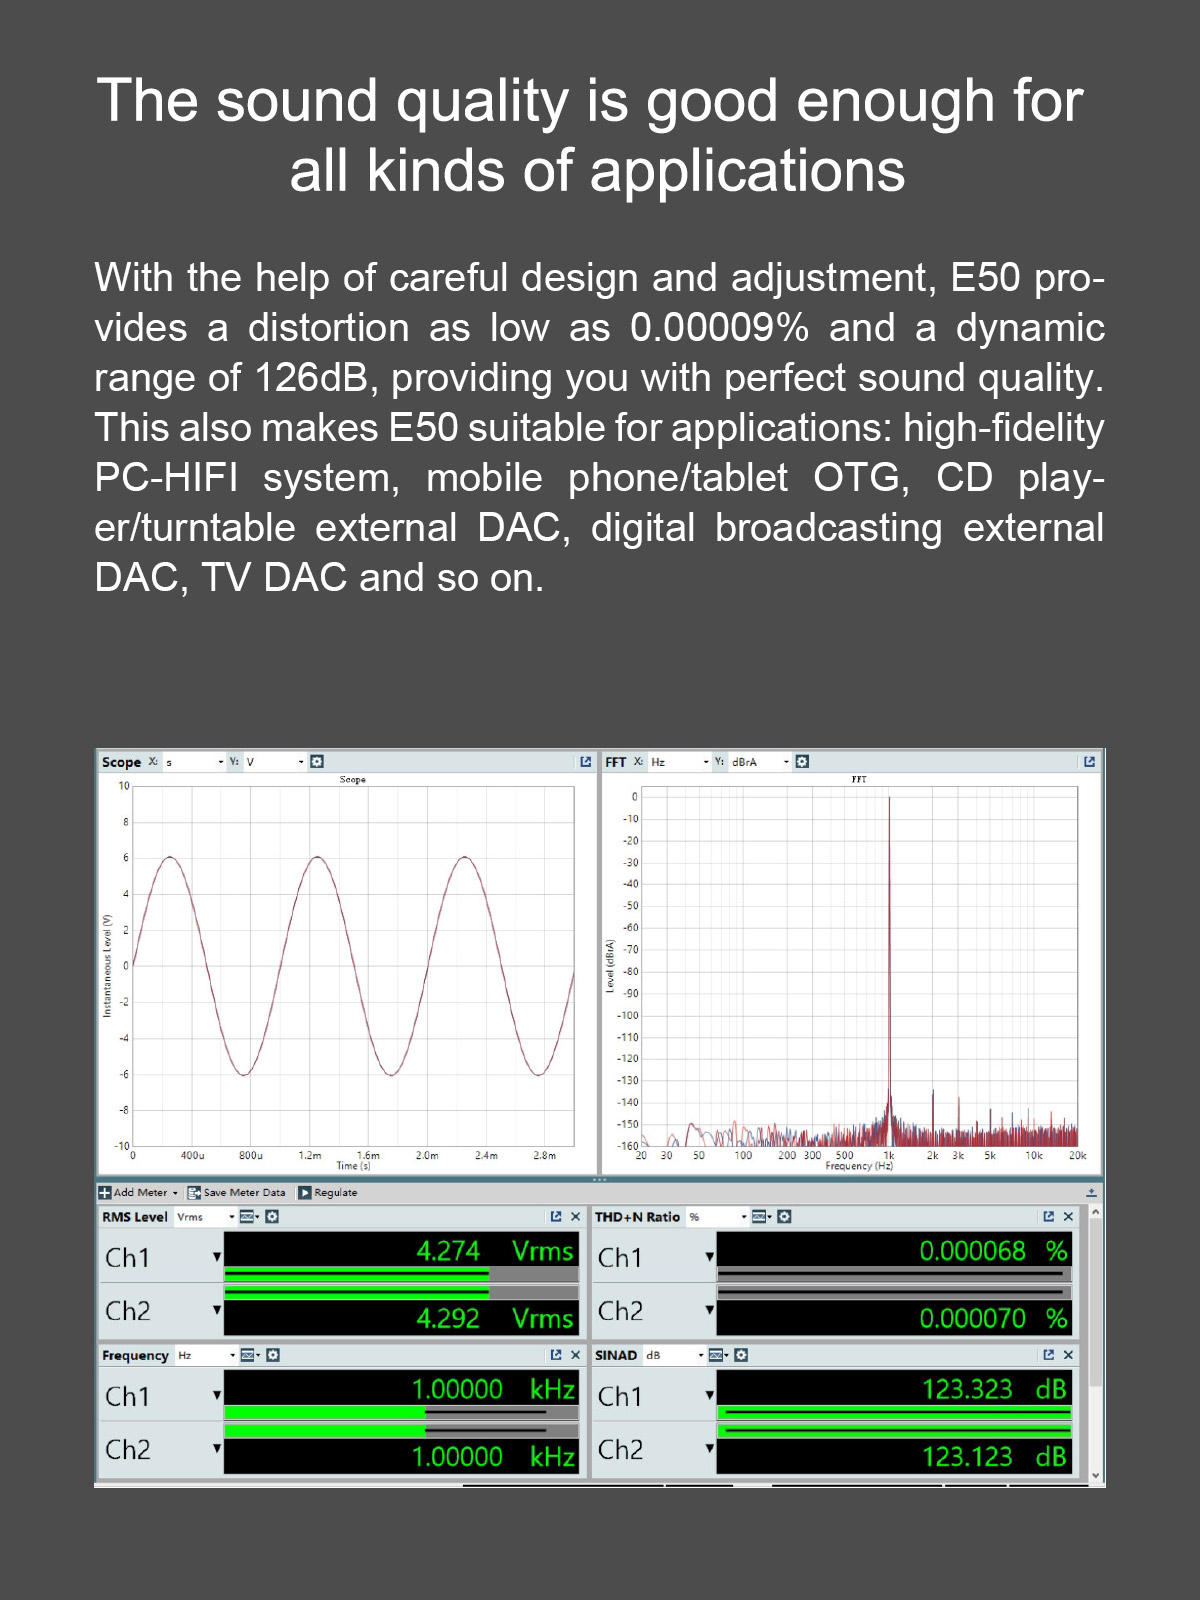 The sound quality is good enough for
all kinds of applications
With the help of careful design and adjustment, E50 pro-
vides a distortion as low as 0.00009% and a dynamic
range of 126dB, providing you with perfect sound quality.
This also makes E50 suitable for applications: high-fidelity
PC-HIFI system, mobile phone/tablet OTG, CD play-
er/turntable external DAC, digital broadcasting external
DAC, TV DAC and so on.
Scope X: s Y: V
Scope
10
8
6
4
2
0
-2
-4
-6
-8
-10
Instantaneous Level (V)
0 400u 800u 1.2m 1.6m 2.0m 2.4m 2.8m
Time (s)
FFT X: Hz Y: dBrA
FFT
0
-10
-20
-30
-40
-50
-60
-70
-80
-90
-100
-110
-120
-130
-140
-150
-160
Level (dBrA)
20 30 50 100 200 300 500 1k 2k 3k 5k 10k 20k
Frequency (Hz)
Add Meter Save Meter Data Regulate
RMS Level Vrms
Ch1 4.274 Vrms
Ch2 4.292 Vrms
THD+N Ratio %
Ch1 0.000068 %
Ch2 0.000070 %
Frequency Hz
Ch1 1.00000 kHz
Ch2 1.00000 kHz
SINAD dB
Ch1 123.323 dB
Ch2 123.123 dB